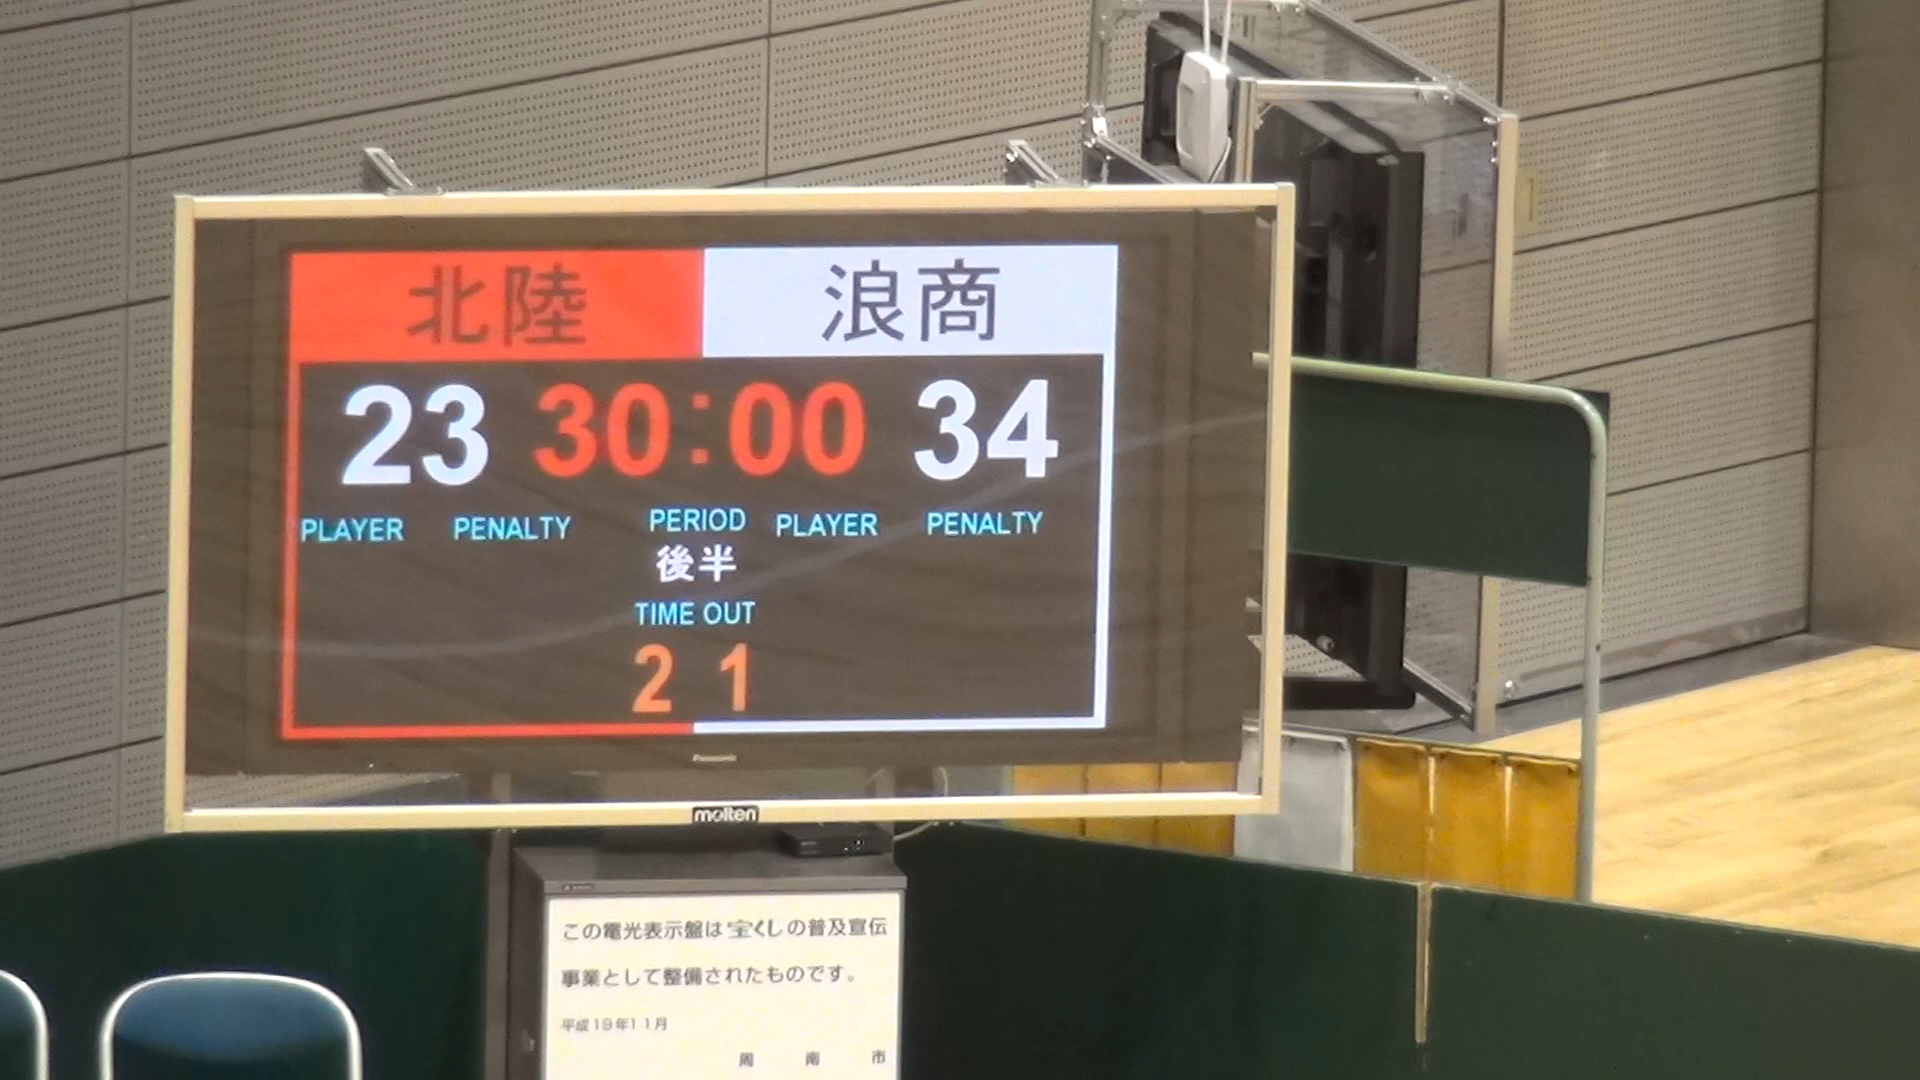 北陸 浪商
23 30:00 34
PLAYER PENALTY PERIOD PLAYER PENALTY
後半
TIME OUT
2 1
Panasonic
molten
この電光表示盤は"宝くじの普及宣伝
事業として整備されたものです。
平成19年11月
周 南 市